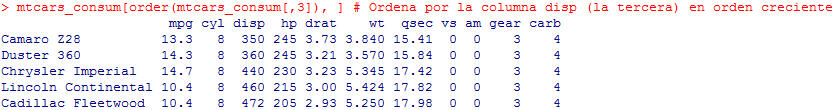 > mtcars_consum[order(mtcars_consum[,3]), ] # Ordena por la columna disp (la tercera) en orden creciente
                     mpg cyl disp  hp drat    wt  qsec vs am gear carb
Camaro Z28          13.3   8  350 245 3.73 3.840 15.41  0  0    3    4
Duster 360          14.3   8  360 245 3.21 3.570 15.84  0  0    3    4
Chrysler Imperial   14.7   8  440 230 3.23 5.345 17.42  0  0    3    4
Lincoln Continental 10.4   8  460 215 3.00 5.424 17.82  0  0    3    4
Cadillac Fleetwood  10.4   8  472 205 2.93 5.250 17.98  0  0    3    4